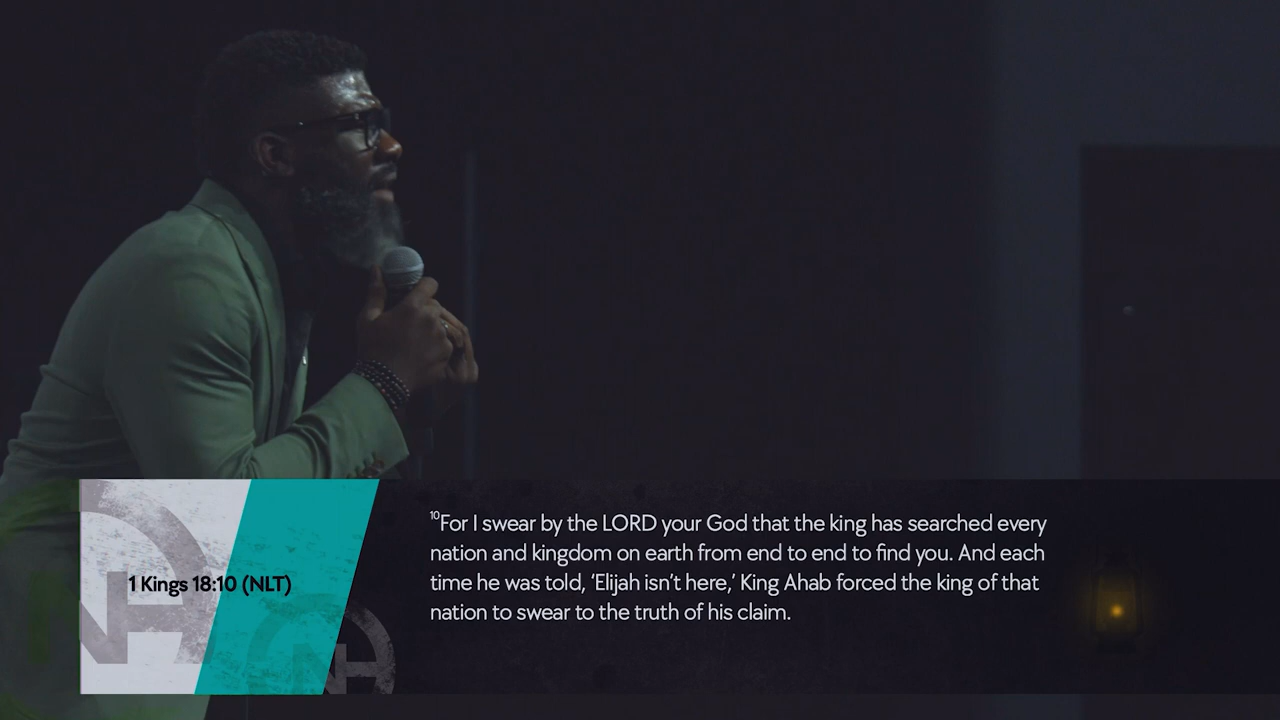 1 Kings 18:10 (NLT)
10For I swear by the LORD your God that the king has searched every
nation and kingdom on earth from end to end to find you. And each
time he was told, ‘Elijah isn’t here,’ King Ahab forced the king of that
nation to swear to the truth of his claim.
NH
NH